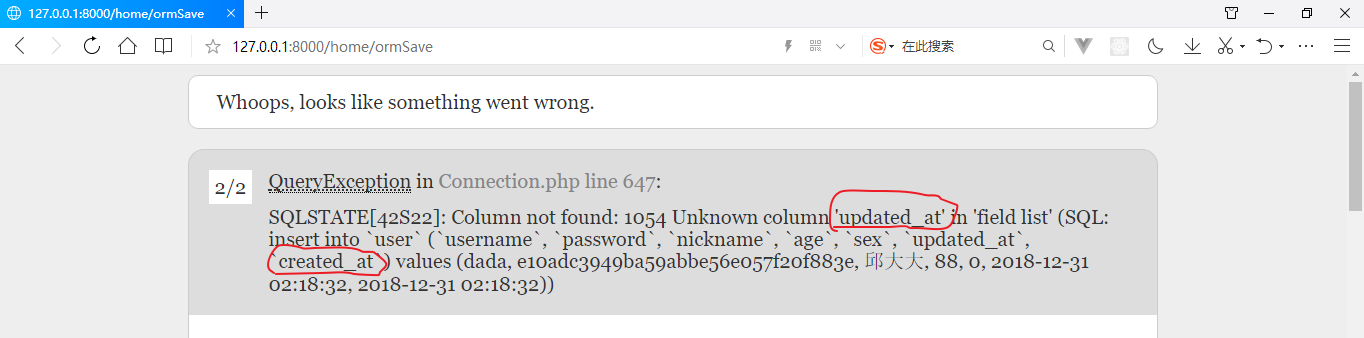 127.0.0.1:8000/home/ormSave
127.0.0.1:8000/home/ormSave
在此搜索
Whoops, looks like something went wrong.
2/2
QueryException in Connection.php line 647:
SQLSTATE[42S22]: Column not found: 1054 Unknown column 'updated_at' in 'field list' (SQL:
insert into `user` (`username`, `password`, `nickname`, `age`, `sex`, `updated_at`,
`created_at`) values (dada, e10adc3949ba59abbe56e057f20f883e, 邱大大, 88, 0, 2018-12-31
02:18:32, 2018-12-31 02:18:32))